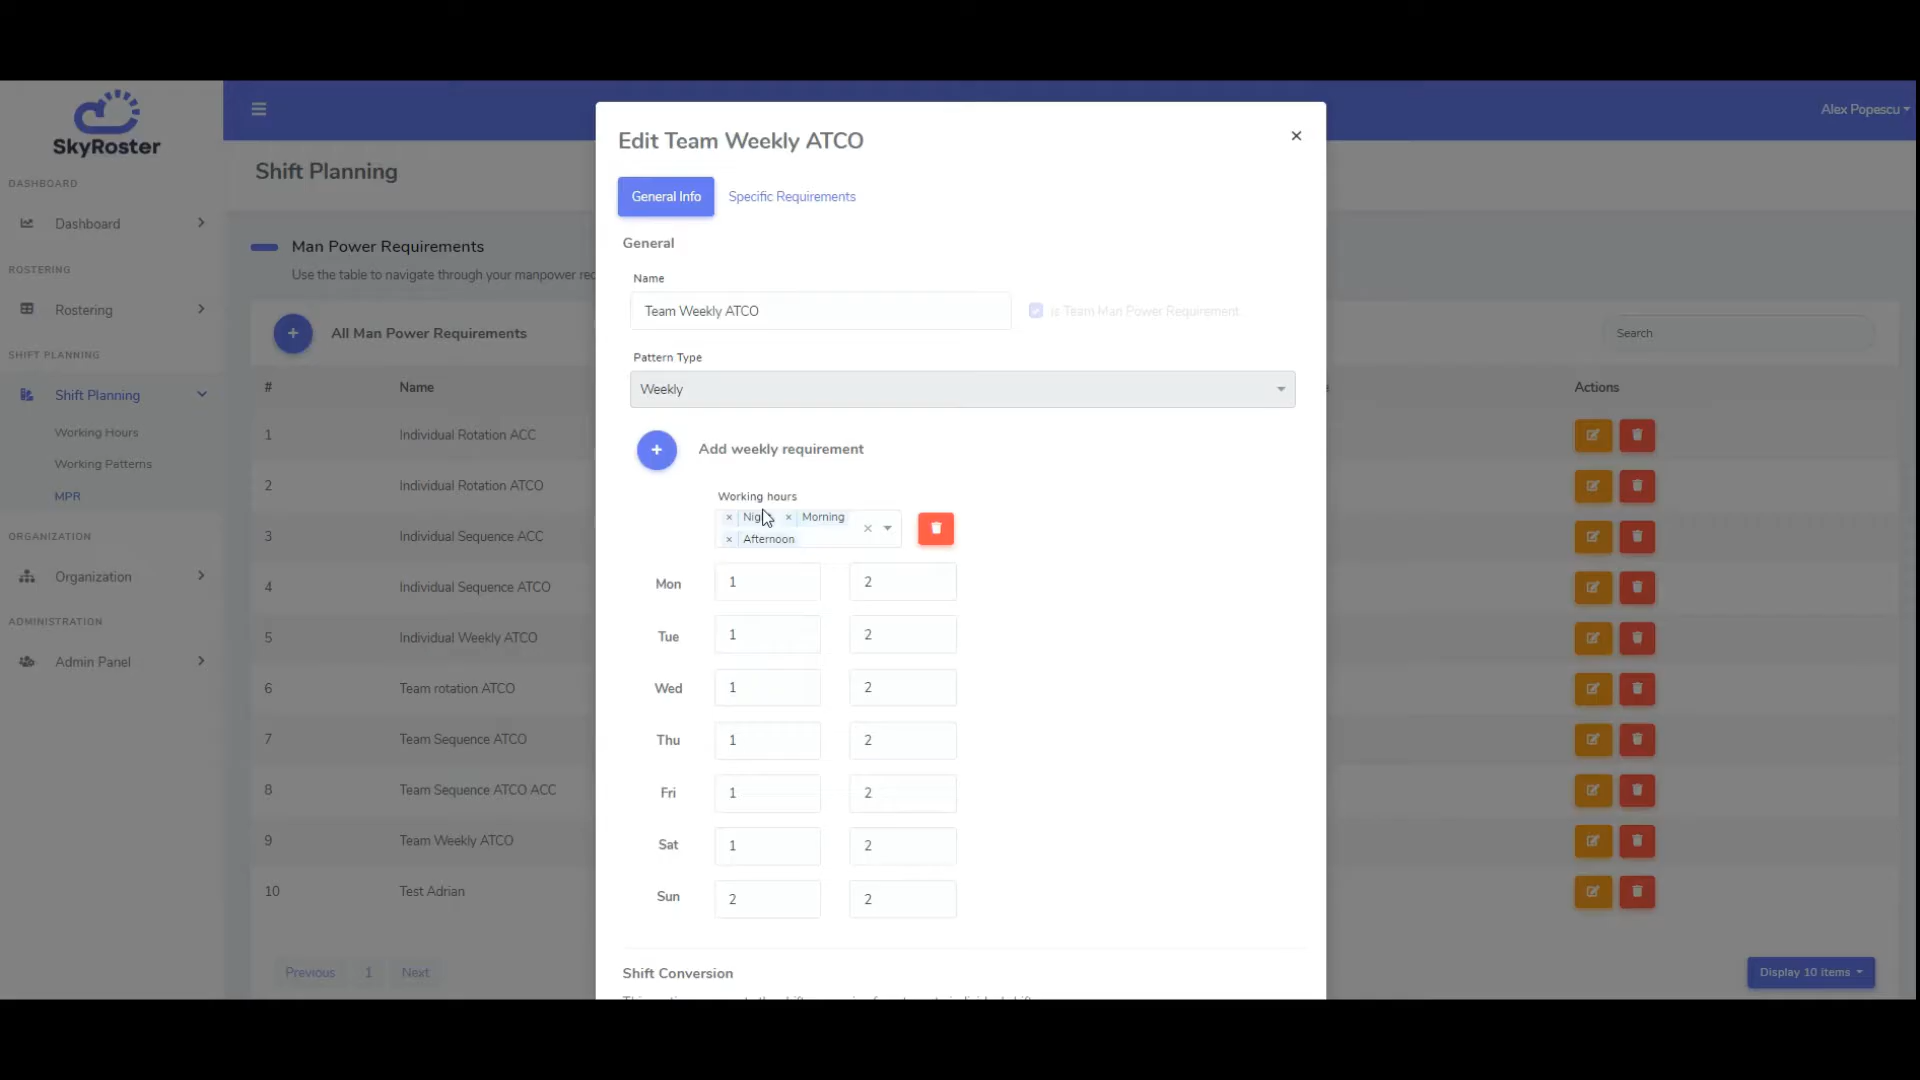 SkyRoster
Alex Popescu
DASHBOARD
Dashboard
ROSTERING
Rostering
SHIFT PLANNING
Shift Planning
Working Hours
Working Patterns
MPR
ORGANIZATION
Organization
ADMINISTRATION
Admin Panel
Shift Planning
Man Power Requirements
Use the table to navigate through your manpower
All Man Power Requirements
Search
# Name Actions
1 Individual Rotation ACC
2 Individual Rotation ATCO
3 Individual Sequence ACC
4 Individual Sequence ATCO
5 Individual Weekly ATCO
6 Team rotation ATCO
7 Team Sequence ATCO
8 Team Sequence ATCO ACC
9 Team Weekly ATCO
10 Test Adrian
Previous 1 Next
Display 10 items
Edit Team Weekly ATCO
General Info Specific Requirements
General
Name
Team Weekly ATCO
is Team Man Power Requirement
Pattern Type
Weekly
Add weekly requirement
Working hours
× × Morning
× Afternoon
Mon 1 2
Tue 1 2
Wed 1 2
Thu 1 2
Fri 1 2
Sat 1 2
Sun 2 2
Shift Conversion